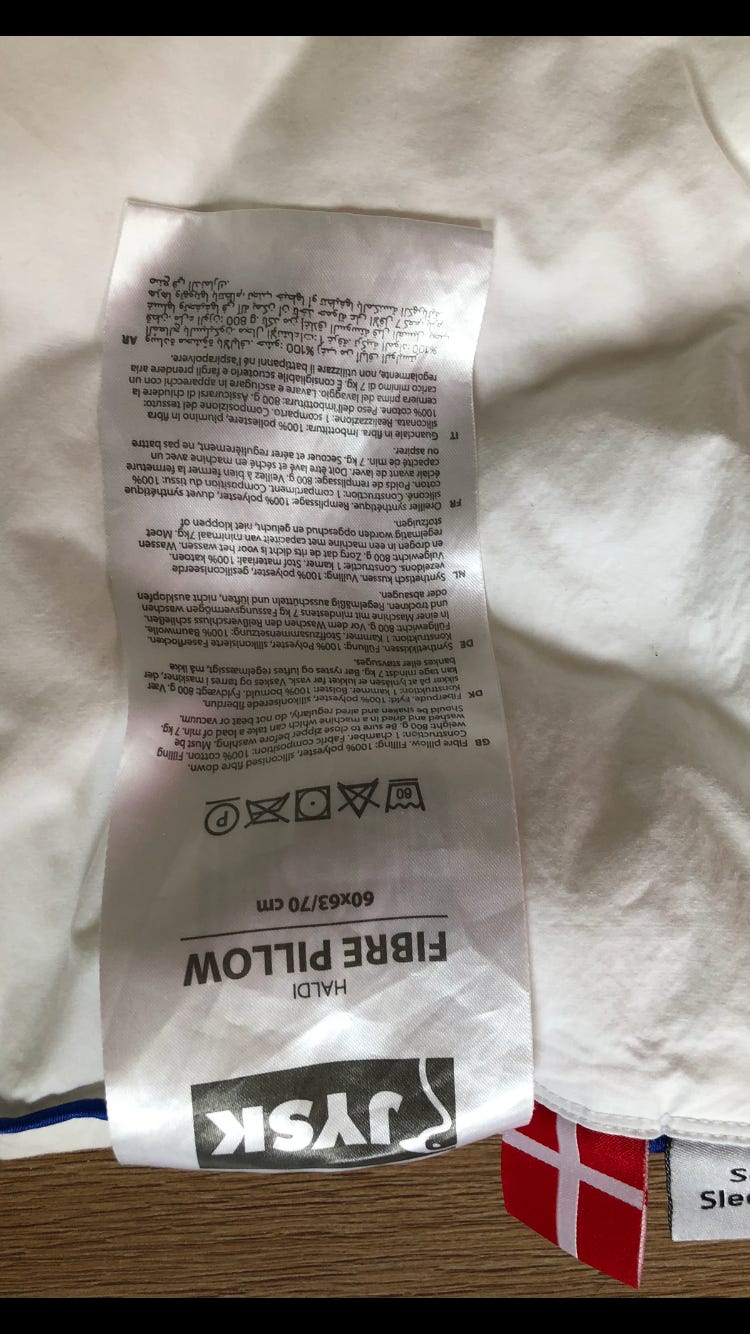 JYSK
HALDI
FIBRE PILLOW
60x63/70 cm
60
P
GB Fibre pillow. Filling: 100% polyester, siliconised fibre down.
Construction: 1 chamber. Fabric composition: 100% cotton. Filling
weight: 800 g. Be sure to close zipper before washing. Must be
washed and dried in a machine which can take a load of min. 7 kg.
Should be shaken and aired regularly, do not beat or vacuum.
DK Fiberpude. Fyld: 100% polyester, silikoniserede fiberdun.
Konstruktion: 1 kammer. Bolster: 100% bomuld. Fyldvægt: 800 g. Vær
sikker på at lynlåsen er lukket før vask. Vaskes og tørres i maskiner, der
kan tage mindst 7 kg. Bør rystes og luftes regelmæssigt, må ikke
bankes eller støvsuges.
DE Synthetikkissen. Füllung: 100% Polyester, silikonisierte Faserflocken.
Konstruktion: 1 Kammer. Stoffzusammensetzung: 100% Baumwolle.
Füllgewicht: 800 g. Vor dem Waschen den Reißverschluss schließen.
In einer Maschine mit mindestens 7 kg Fassungsvermögen waschen
und trocknen. Regelmäßig ausschütteln und lüften, nicht ausklopfen
oder absaugen.
NL Synthetisch kussen. Vulling: 100% polyester, gesiliconiseerde
vezeldons. Constructie: 1 kamer. Stof materiaal: 100% katoen.
Vulgewicht: 800 g. Zorg dat de rits dicht is voor het wassen. Wassen
en drogen in een machine met capaciteit van minimaal 7kg. Moet
regelmatig worden opgeschud en gelucht, niet kloppen of
stofzuigen.
FR Oreiller synthétique. Remplissage: 100% polyester, duvet synthétique
siliconé. Construction: 1 compartiment. Composition du tissu: 100%
coton. Poids de remplissage: 800 g. Veillez à bien fermer la fermeture
éclair avant de laver. Doit être lavé et séché en machine avec un
capacité de min. 7 kg. Secouer et aérer régulièrement, ne pas battre
ou aspirer.
IT Guanciale in fibra. Imbottitura: 100% poliestere, piumino in fibra
siliconata. Realizzazione: 1 scomparto. Composizione del tessuto:
100% cotone. Peso dell'imbottitura: 800 g. Assicurarsi di chiudere la
cerniera prima del lavaggio. Lavare e asciugare in apparecchi con un
carico minimo di 7 kg. È consigliabile scuoterlo e fargli prendere aria
regolarmente, non utilizzare il battipanni né l'aspirapolvere.
AR
S
Slee